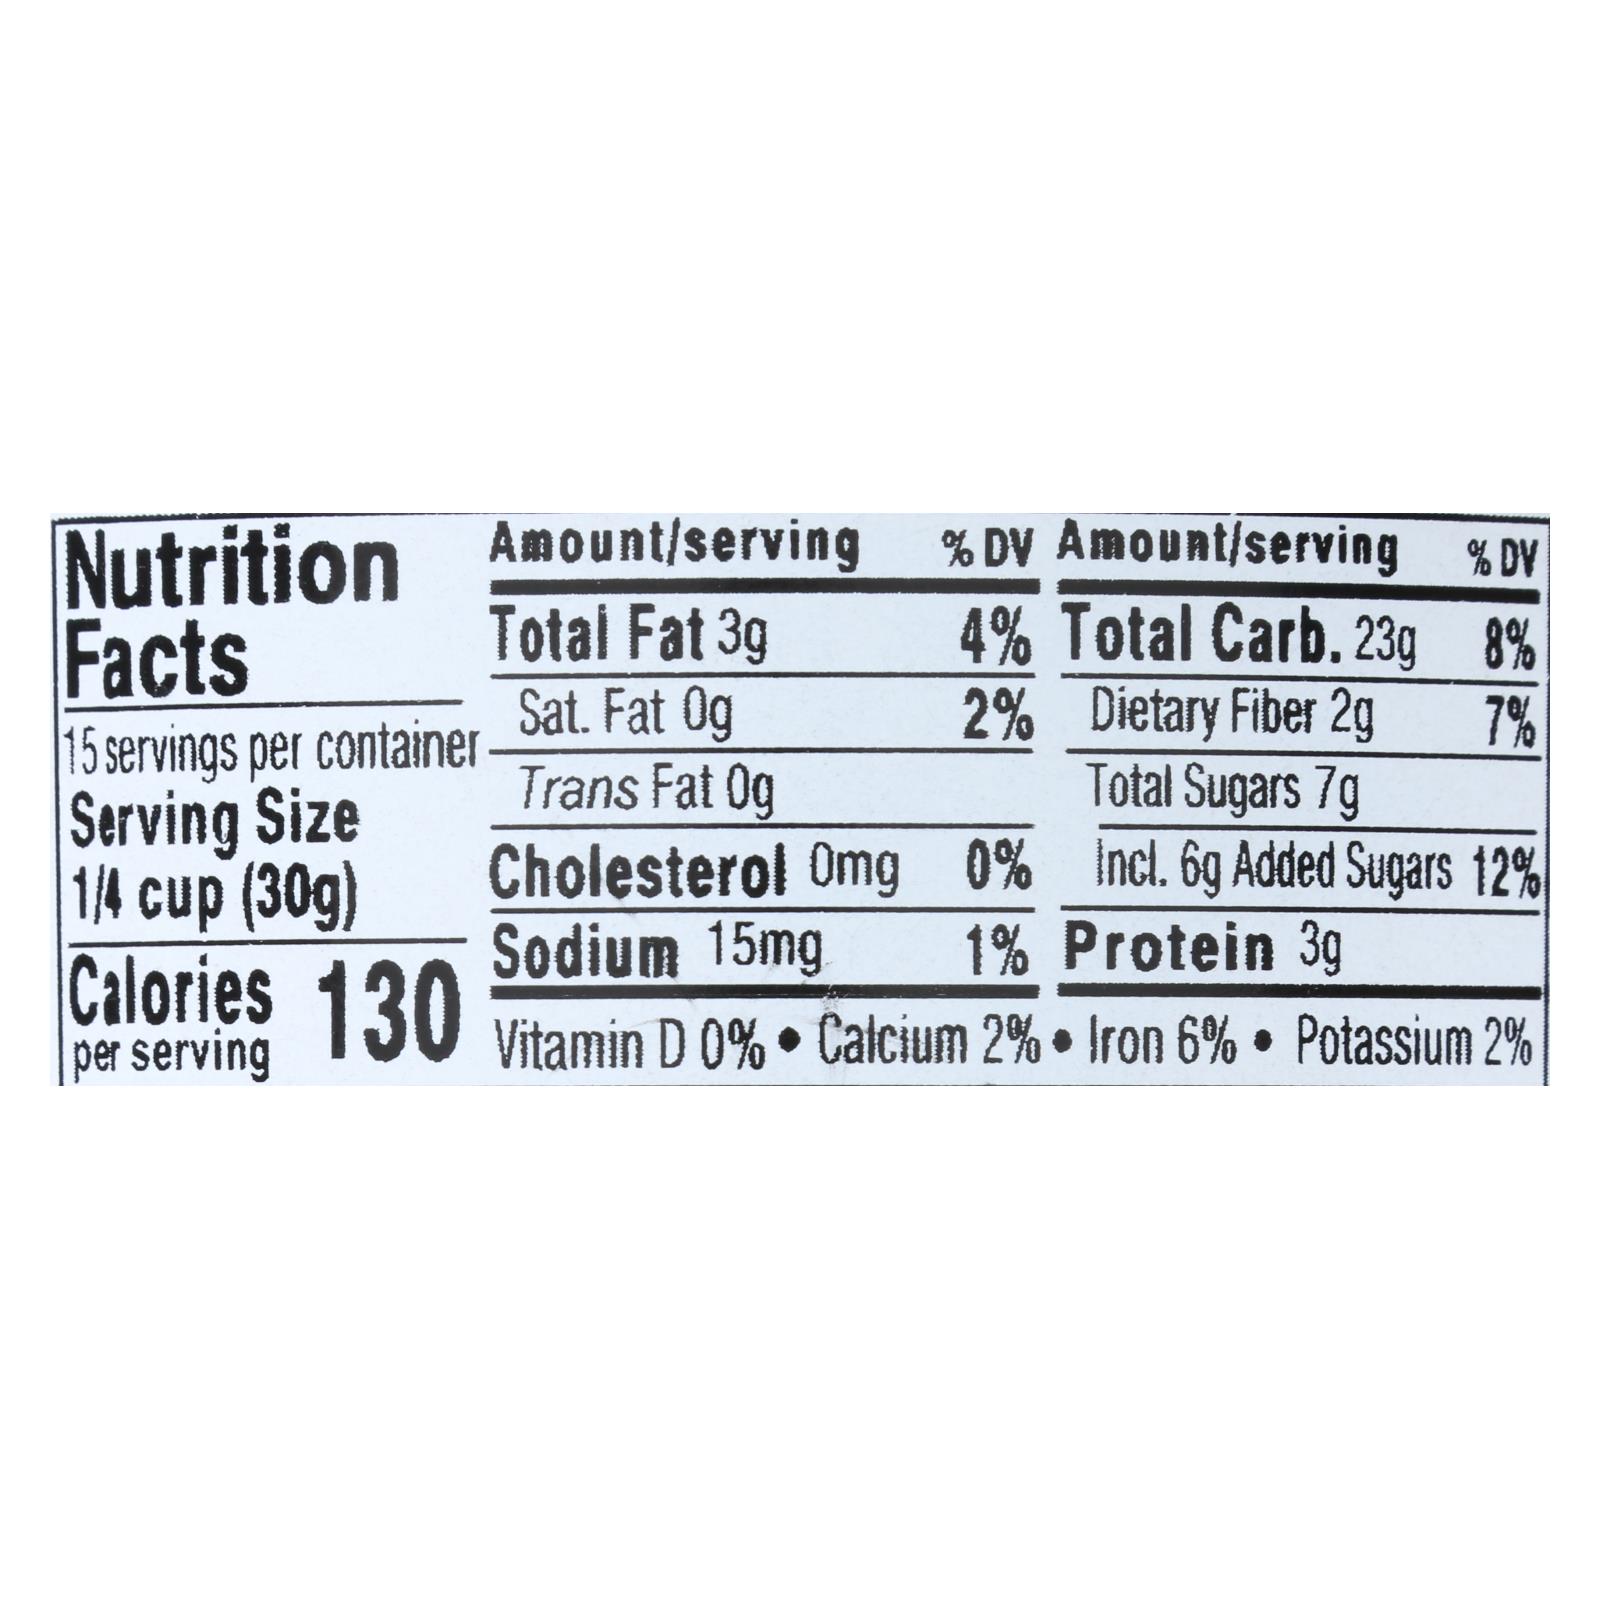 Nutrition
Facts
15 servings per container
Serving Size
1/4 cup (30g)
Calories 130
per serving
Amount/serving % DV
Total Fat 3g 4%
Sat. Fat 0g 2%
Trans Fat 0g
Cholesterol 0mg 0%
Sodium 15mg 1%
Amount/serving % DV
Total Carb. 23g 8%
Dietary Fiber 2g 7%
Total Sugars 7g
Incl. 6g Added Sugars 12%
Protein 3g
Vitamin D 0% • Calcium 2% • Iron 6% • Potassium 2%